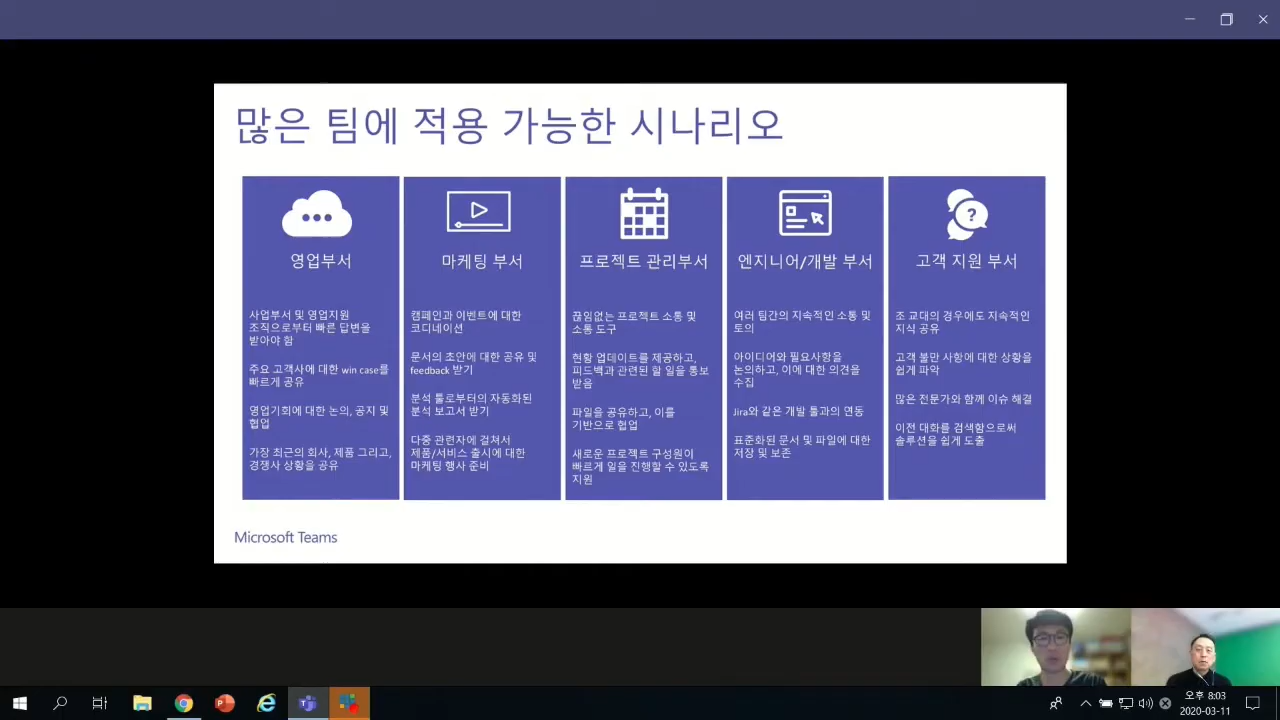 많은 팀에 적용 가능한 시나리오
영업부서
사업부서 및 영업지원
조직으로부터 빠른 답변을
받아야 함
주요 고객사에 대한 win case를
빠르게 공유
영업기회에 대한 논의, 공지 및
협업
가장 최근의 회사, 제품 그리고,
경쟁사 상황을 공유
마케팅 부서
캠페인과 이벤트에 대한
코디네이션
문서의 초안에 대한 공유 및
feedback 받기
분석 툴로부터의 자동화된
분석 보고서 받기
다중 관련자에 걸쳐서
제품/서비스 출시에 대한
마케팅 행사 준비
프로젝트 관리부서
끊임없는 프로젝트 소통 및
소통 도구
현황 업데이트를 제공하고,
피드백과 관련된 할 일을 통보
받음
파일을 공유하고, 이를
기반으로 협업
새로운 프로젝트 구성원이
빠르게 일을 진행할 수 있도록
지원
엔지니어/개발 부서
여러 팀간의 지속적인 소통 및
토의
아이디어와 필요사항을
논의하고, 이에 대한 의견을
수집
Jira와 같은 개발 툴과의 연동
표준화된 문서 및 파일에 대한
저장 및 보존
?
고객 지원 부서
조 교대의 경우에도 지속적인
지식 공유
고객 불만 사항에 대한 상황을
쉽게 파악
많은 전문가와 함께 이슈 해결
이전 대화를 검색함으로써
솔루션을 쉽게 도출
Microsoft Teams
오후 8:03
2020-03-11